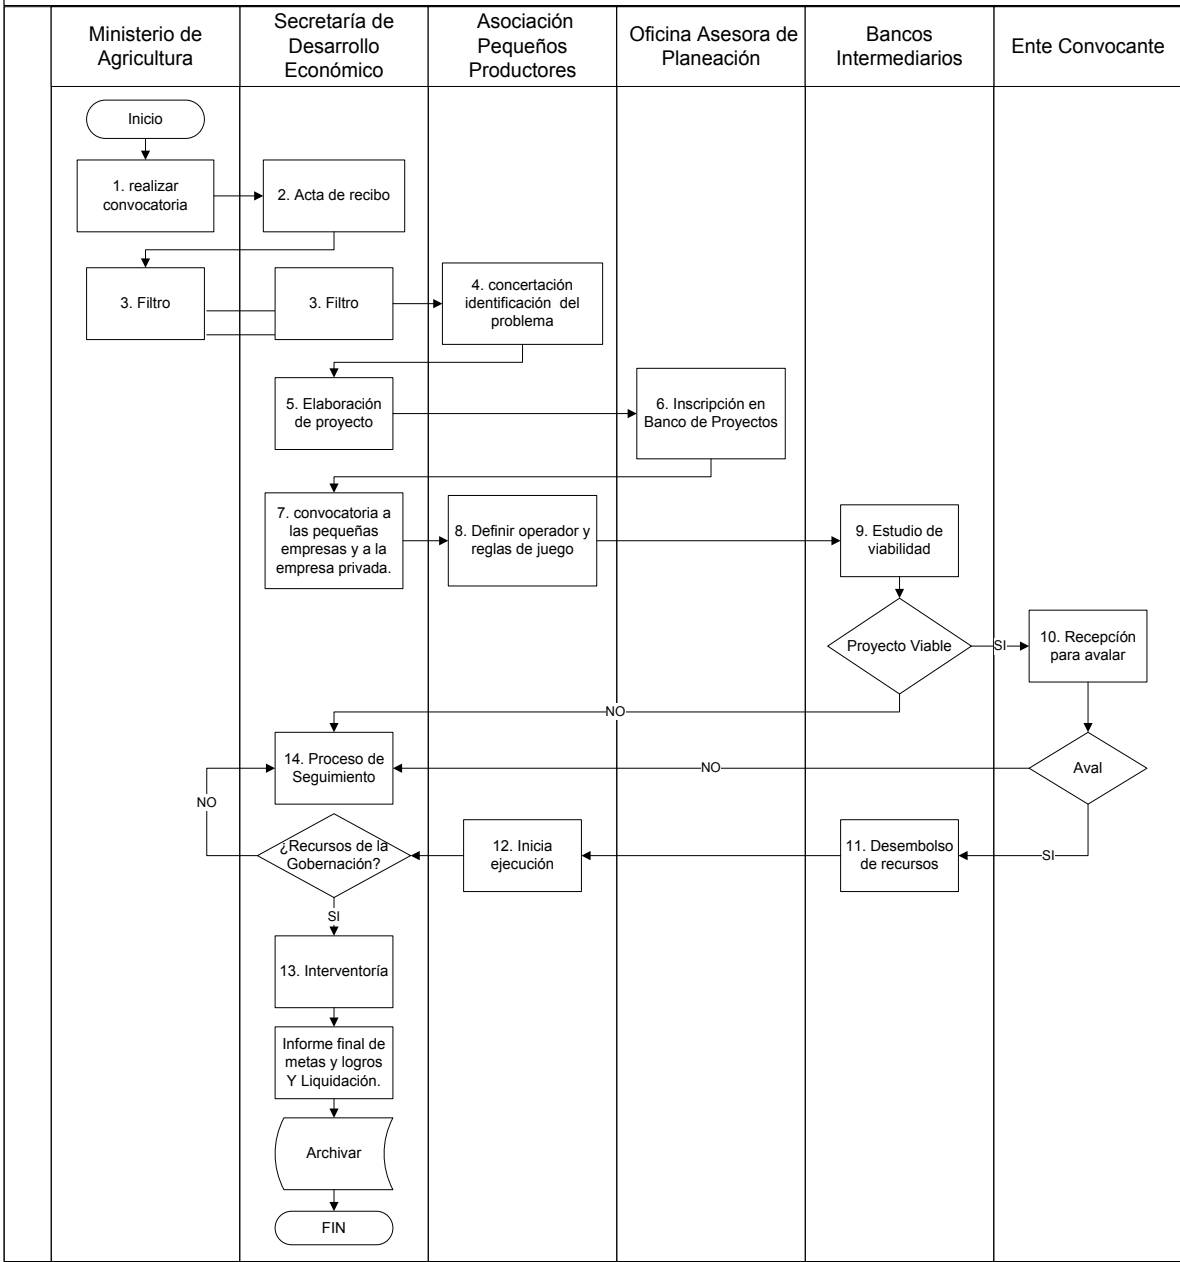 Ministerio de
Agricultura
Secretaría de
Desarrollo
Económico
Asociación
Pequeños
Productores
Oficina Asesora de
Planeación
Bancos
Intermediarios
Ente Convocante
Inicio
1. realizar
convocatoria
2. Acta de recibo
3. Filtro
3. Filtro
4. concertación
identificación del
problema
5. Elaboración
de proyecto
6. Inscripción en
Banco de Proyectos
7. convocatoria a
las pequeñas
empresas y a la
empresa privada.
8. Definir operador y
reglas de juego
9. Estudio de
viabilidad
Proyecto Viable
SI
10. Recepcíón
para avalar
NO
14. Proceso de
Seguimiento
NO
Aval
NO
¿Recursos de la
Gobernación?
12. Inicia
ejecución
11. Desembolso
de recursos
SI
SI
13. Interventoría
Informe final de
metas y logros
Y Liquidación.
Archivar
FIN